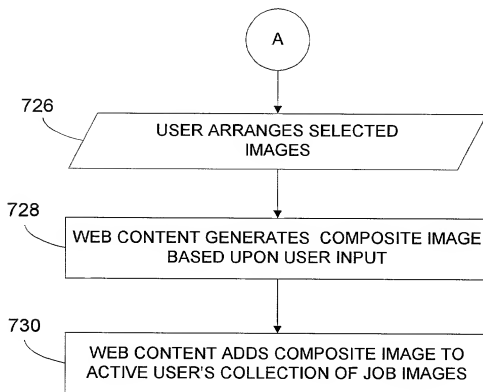 A
726
USER ARRANGES SELECTED
IMAGES
728
WEB CONTENT GENERATES COMPOSITE IMAGE
BASED UPON USER INPUT
730
WEB CONTENT ADDS COMPOSITE IMAGE TO
ACTIVE USER'S COLLECTION OF JOB IMAGES